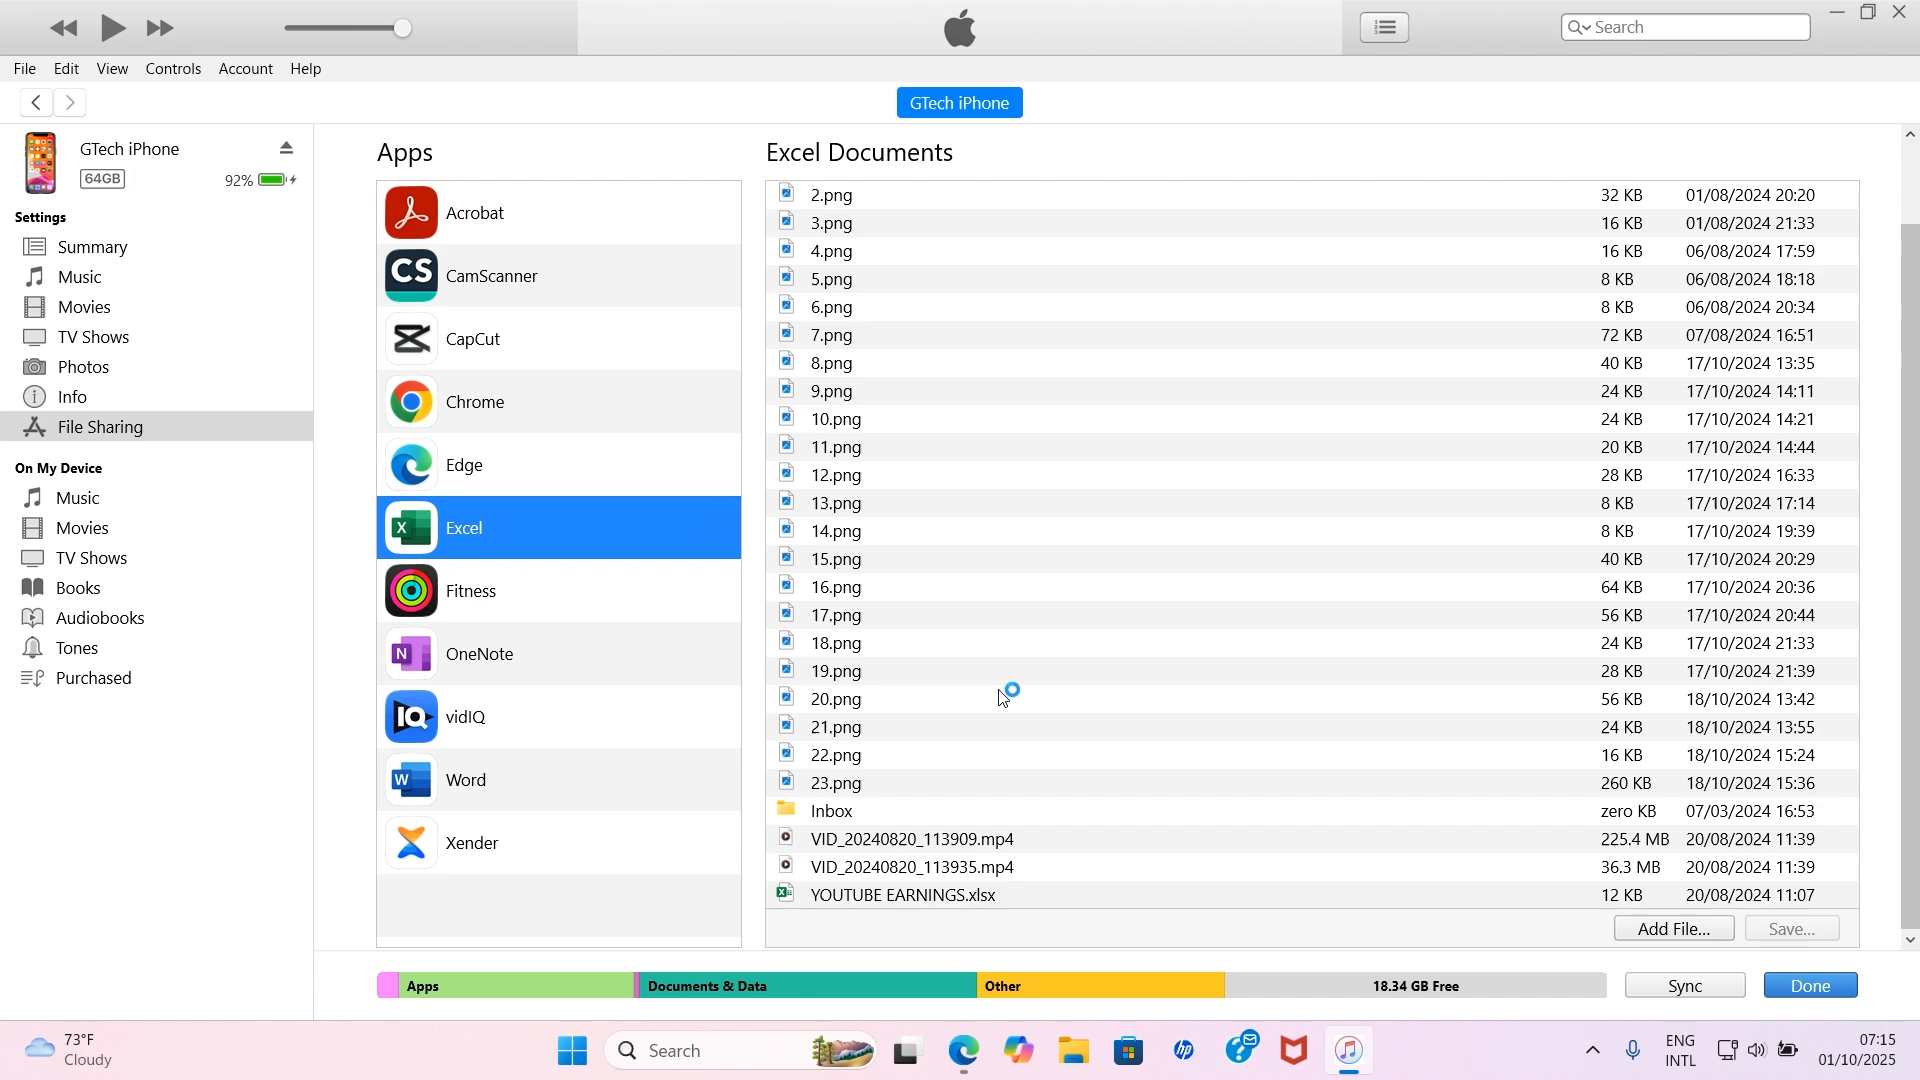 Search
File Edit View Controls Account Help
GTech iPhone
GTech iPhone
64GB 92%
Settings
Summary
Music
Movies
TV Shows
Photos
Info
File Sharing
On My Device
Music
Movies
TV Shows
Books
Audiobooks
Tones
Purchased
Apps
Acrobat
CS CamScanner
CapCut
Chrome
Edge
X Excel
Fitness
N OneNote
IQ vidIQ
W Word
Xender
Excel Documents
2.png 32 KB 01/08/2024 20:20
3.png 16 KB 01/08/2024 21:33
4.png 16 KB 06/08/2024 17:59
5.png 8 KB 06/08/2024 18:18
6.png 8 KB 06/08/2024 20:34
7.png 72 KB 07/08/2024 16:51
8.png 40 KB 17/10/2024 13:35
9.png 24 KB 17/10/2024 14:11
10.png 24 KB 17/10/2024 14:21
11.png 20 KB 17/10/2024 14:44
12.png 28 KB 17/10/2024 16:33
13.png 8 KB 17/10/2024 17:14
14.png 8 KB 17/10/2024 19:39
15.png 40 KB 17/10/2024 20:29
16.png 64 KB 17/10/2024 20:36
17.png 56 KB 17/10/2024 20:44
18.png 24 KB 17/10/2024 21:33
19.png 28 KB 17/10/2024 21:39
20.png 56 KB 18/10/2024 13:42
21.png 24 KB 18/10/2024 13:55
22.png 16 KB 18/10/2024 15:24
23.png 260 KB 18/10/2024 15:36
Inbox zero KB 07/03/2024 16:53
VID_20240820_113909.mp4 225.4 MB 20/08/2024 11:39
VID_20240820_113935.mp4 36.3 MB 20/08/2024 11:39
YOUTUBE EARNINGS.xlsx 12 KB 20/08/2024 11:07
Add File... Save...
Apps Documents & Data Other 18.34 GB Free Sync Done
73°F
Cloudy
Search
hp
ENG
INTL
07:15
01/10/2025